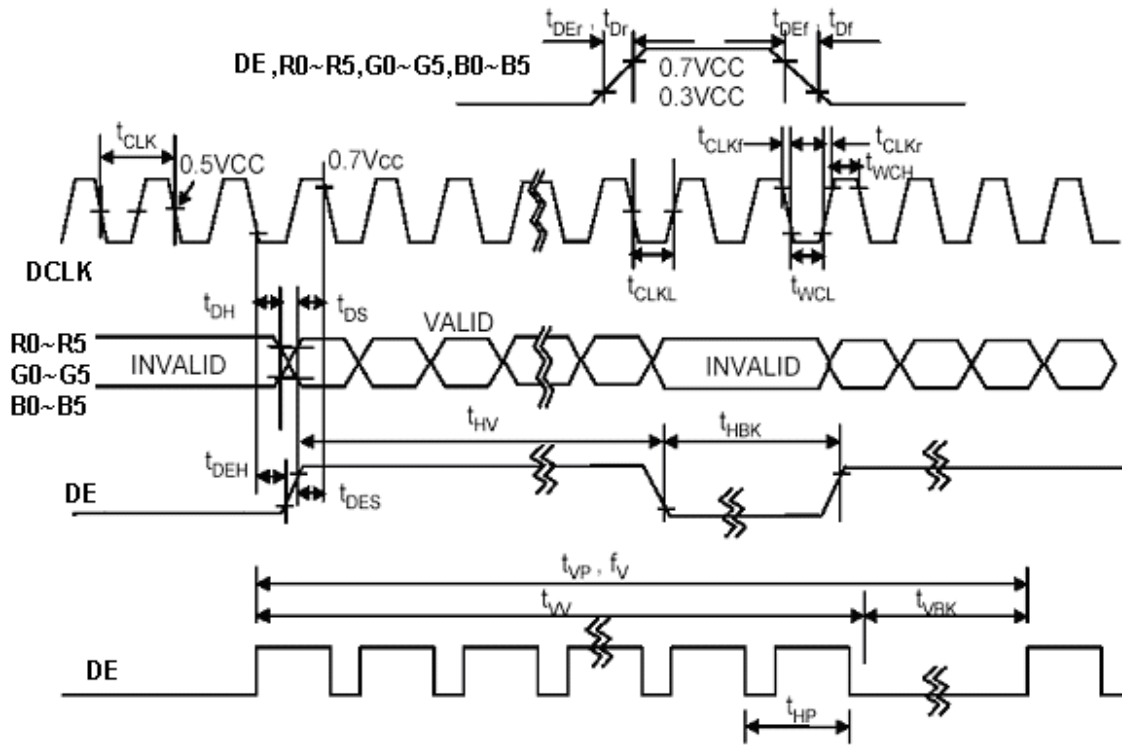 tDEr , tDr
tDEf , tDf
DE ,R0~R5,G0~G5,B0~B5
0.7VCC
0.3VCC
tCLK
0.5VCC
0.7Vcc
tCLKf
tCLKr
tWCH
DCLK
tCLKL
tWCL
tDH
tDS
VALID
R0~R5
G0~G5
B0~B5
INVALID
INVALID
tHV
tHBK
tDEH
tDES
DE
tVP , fV
tVV
tVBK
DE
tHP